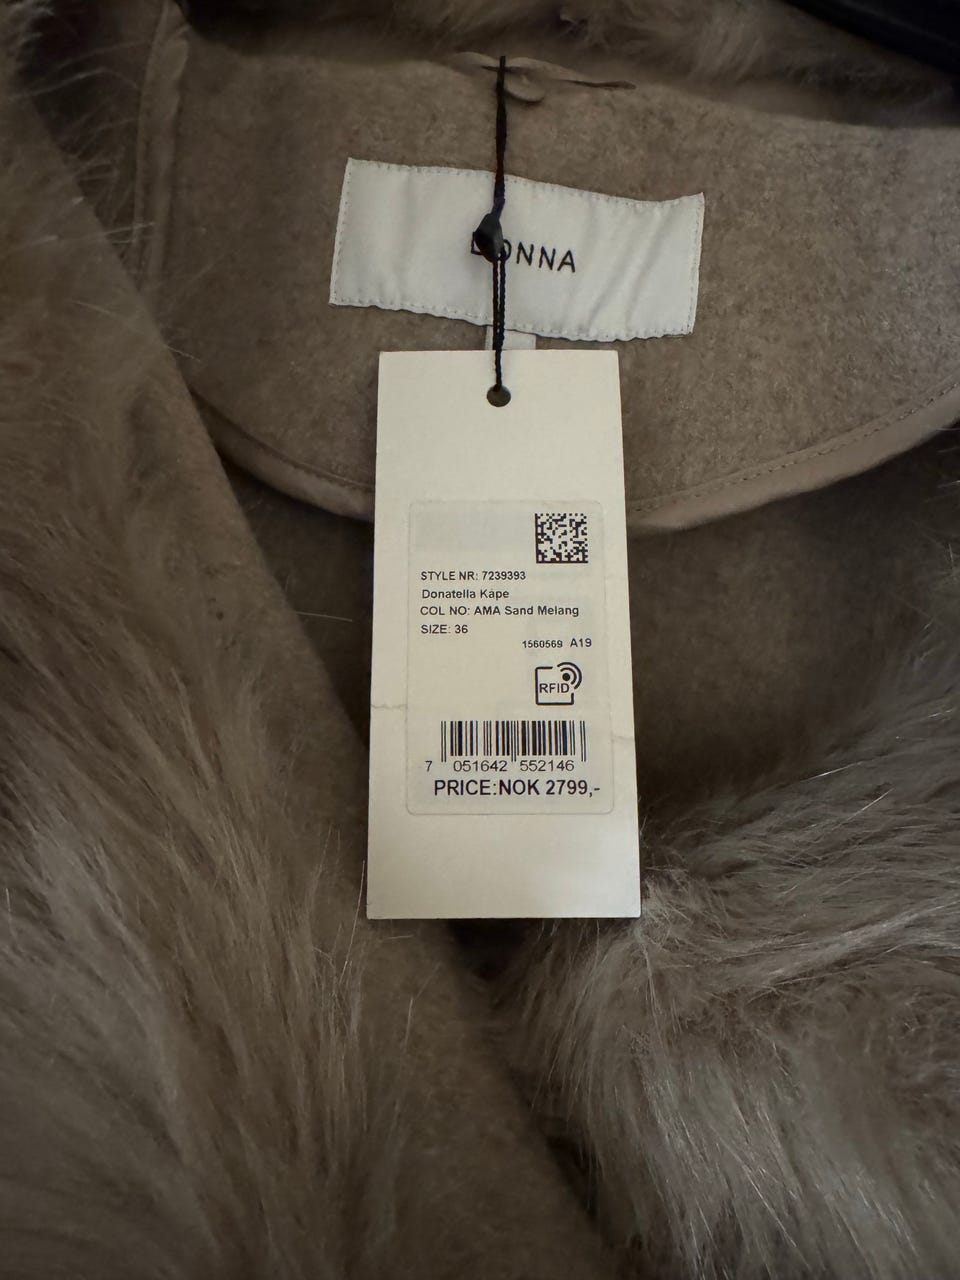 DONNA
STYLE NR: 7239393
Donatella Kåpe
COL NO: AMA Sand Melang
SIZE: 36
1560569 A19
RFID
7 051642 552146
PRICE:NOK 2799,-